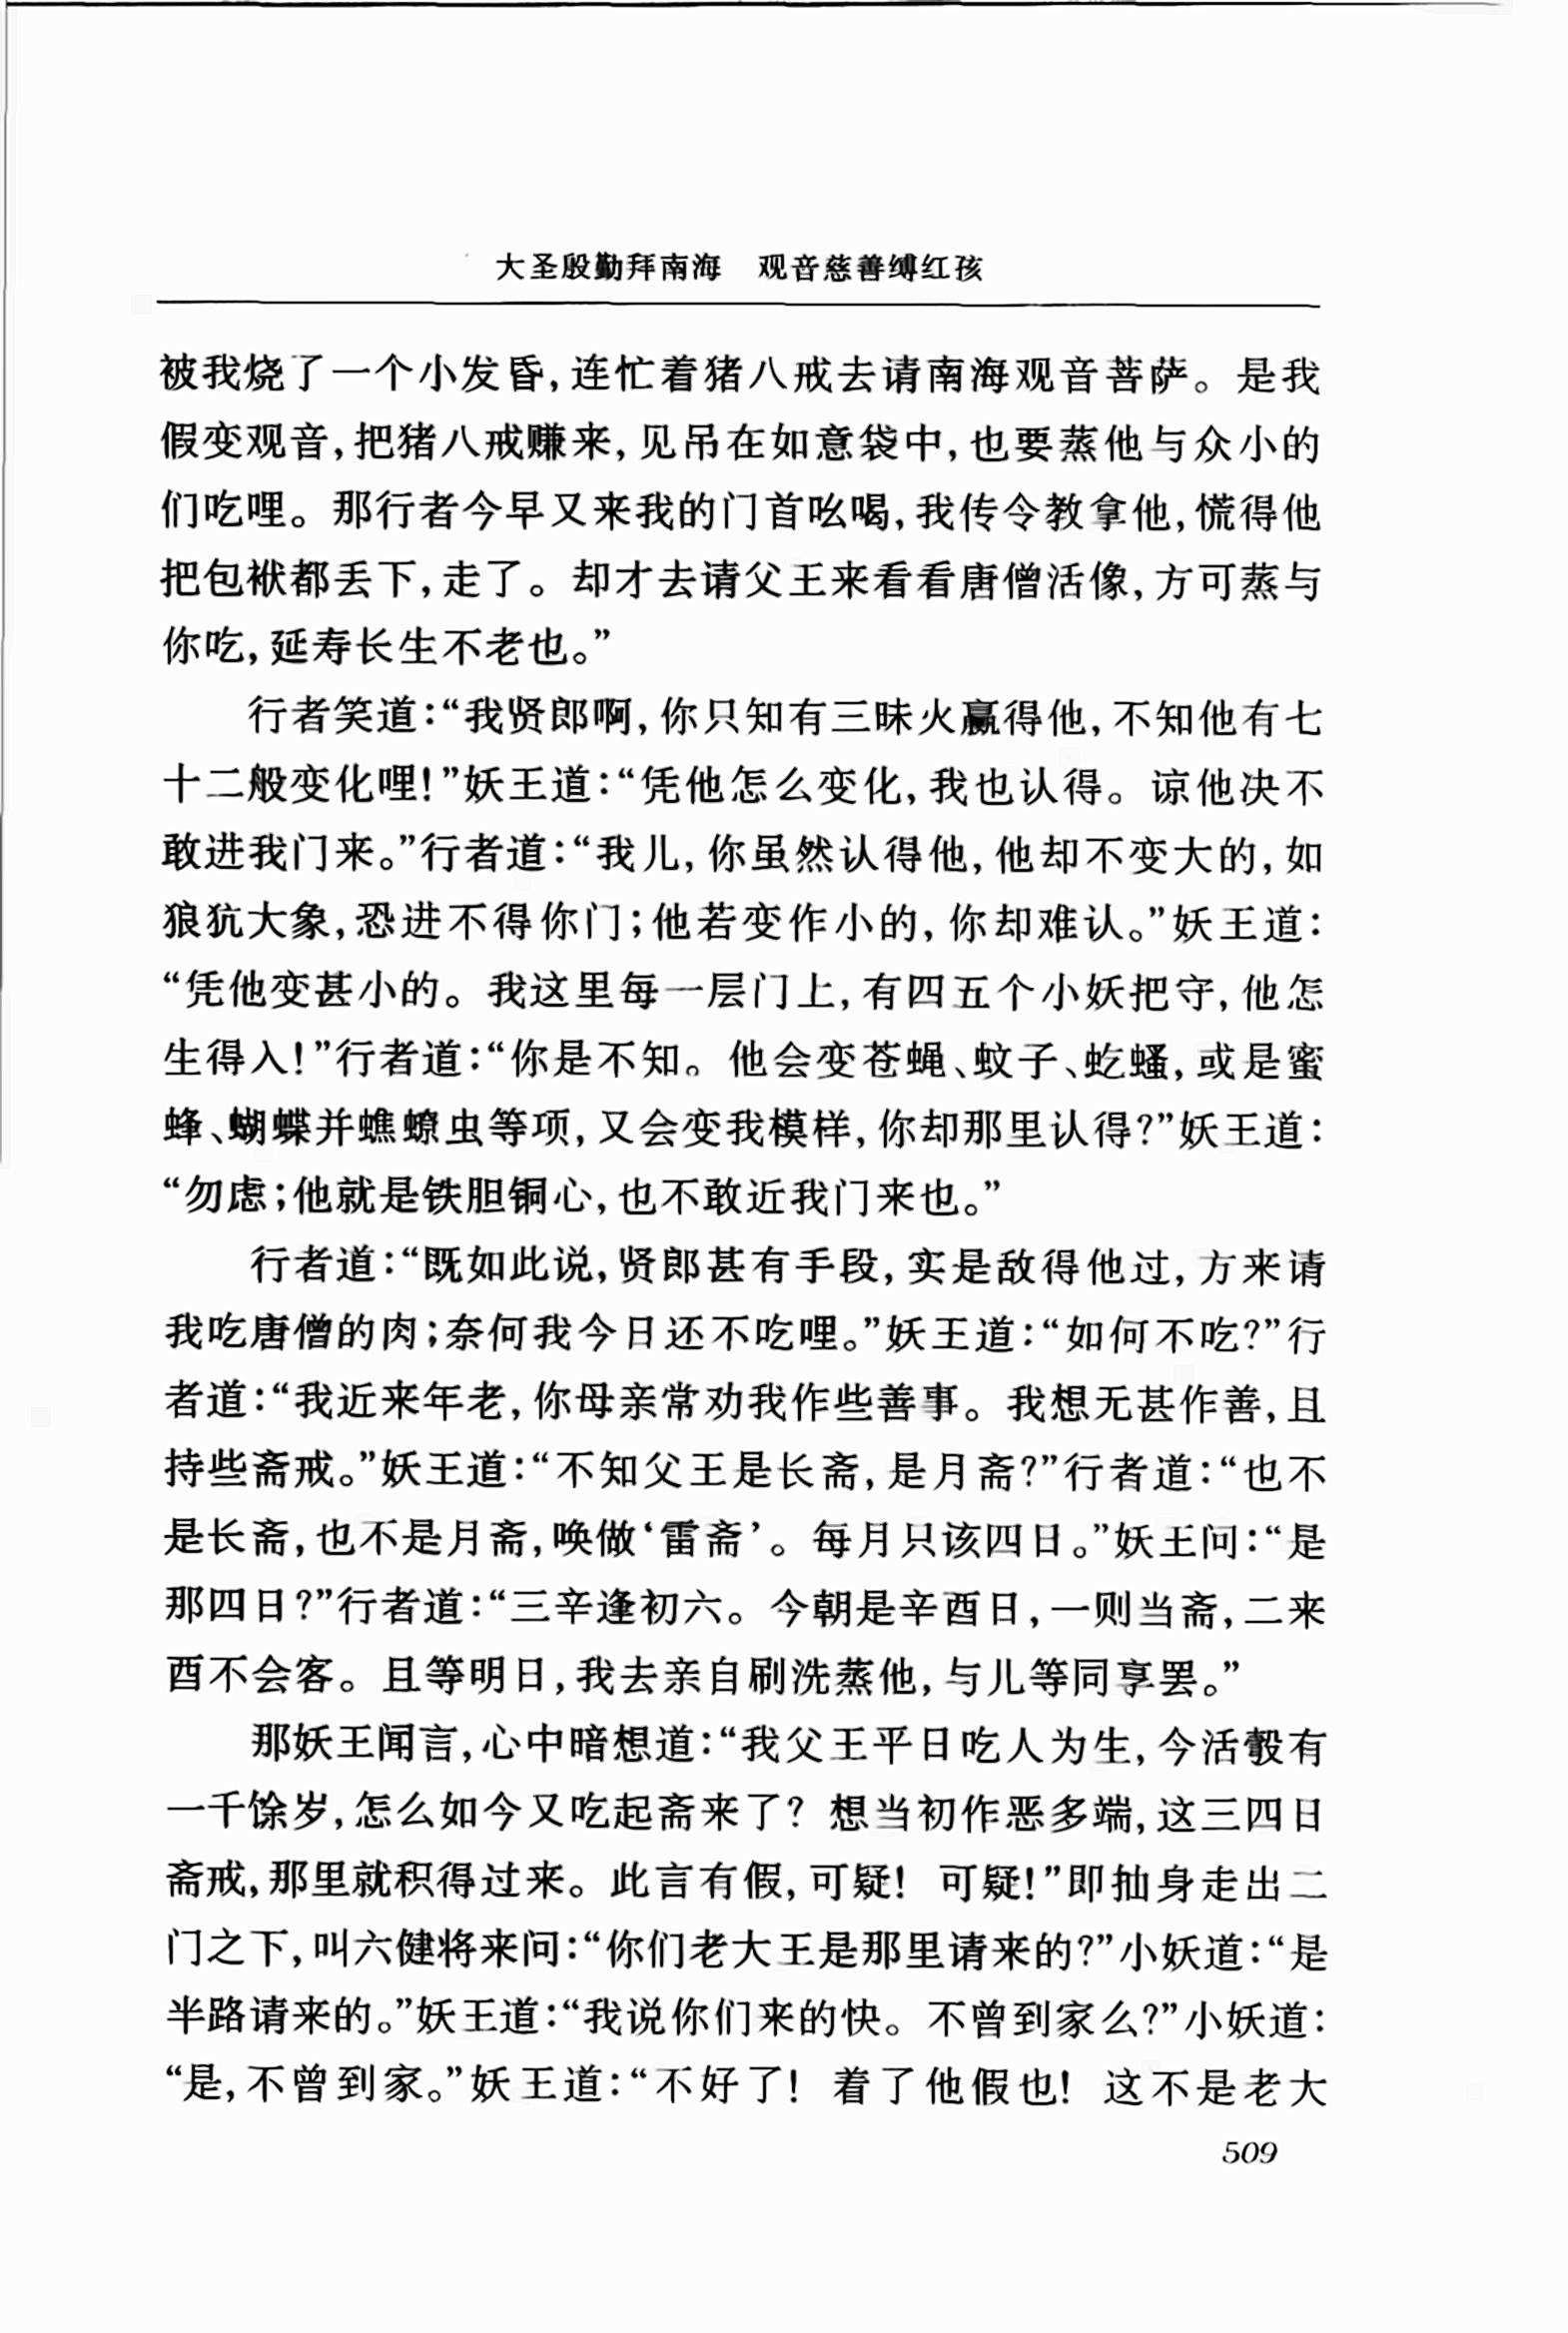 大圣殷勤拜南海　观音慈善缚红孩
被我烧了一个小发昏，连忙着猪八戒去请南海观音菩萨。是我
假变观音，把猪八戒赚来，见吊在如意袋中，也要蒸他与众小的
们吃哩。那行者今早又来我的门首吆喝，我传令教拿他，慌得他
把包袱都丢下，走了。却才去请父王来看看唐僧活像，方可蒸与
你吃，延寿长生不老也。”
行者笑道：“我贤郎啊，你只知有三昧火赢得他，不知他有七
十二般变化哩！”妖王道：“凭他怎么变化，我也认得。谅他决不
敢进我门来。”行者道：“我儿，你虽然认得他，他却不变大的，如
狼犺大象，恐进不得你门；他若变作小的，你却难认。”妖王道：
“凭他变甚小的。我这里每一层门上，有四五个小妖把守，他怎
生得入！”行者道：“你是不知。他会变苍蝇、蚊子、虼蚤，或是蜜
蜂、蝴蝶并蟭蟟虫等项，又会变我模样，你却那里认得？”妖王道：
“勿虑；他就是铁胆铜心，也不敢近我门来也。”
行者道：“既如此说，贤郎甚有手段，实是敌得他过，方来请
我吃唐僧的肉；奈何我今日还不吃哩。”妖王道：“如何不吃？”行
者道：“我近来年老，你母亲常劝我作些善事。我想无甚作善，且
持些斋戒。”妖王道：“不知父王是长斋，是月斋？”行者道：“也不
是长斋，也不是月斋，唤做‘雷斋’。每月只该四日。”妖王问：“是
那四日？”行者道：“三辛逢初六。今朝是辛酉日，一则当斋，二来
酉不会客。且等明日，我去亲自刷洗蒸他，与儿等同享罢。”
那妖王闻言，心中暗想道：“我父王平日吃人为生，今活彀有
一千馀岁，怎么如今又吃起斋来了？想当初作恶多端，这三四日
斋戒，那里就积得过来。此言有假，可疑！可疑！”即抽身走出二
门之下，叫六健将来问：“你们老大王是那里请来的？”小妖道：“是
半路请来的。”妖王道：“我说你们来的快。不曾到家么？”小妖道：
“是，不曾到家。”妖王道：“不好了！着了他假也！这不是老大
509